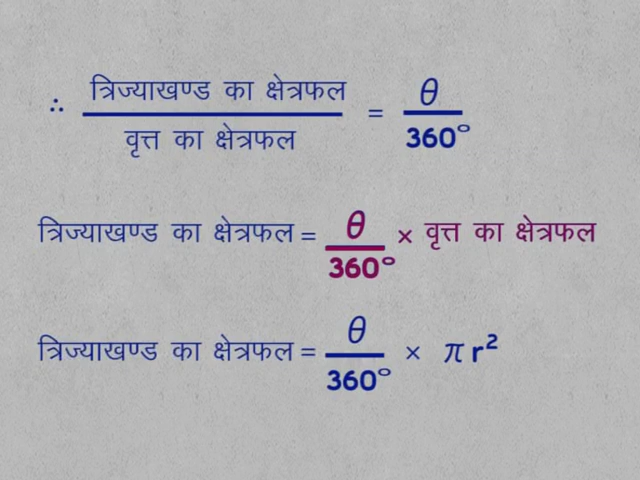 ∴ त्रिज्याखण्ड का क्षेत्रफल / वृत्त का क्षेत्रफल = θ / 360°
त्रिज्याखण्ड का क्षेत्रफल = θ / 360° × वृत्त का क्षेत्रफल
त्रिज्याखण्ड का क्षेत्रफल = θ / 360° × π r²